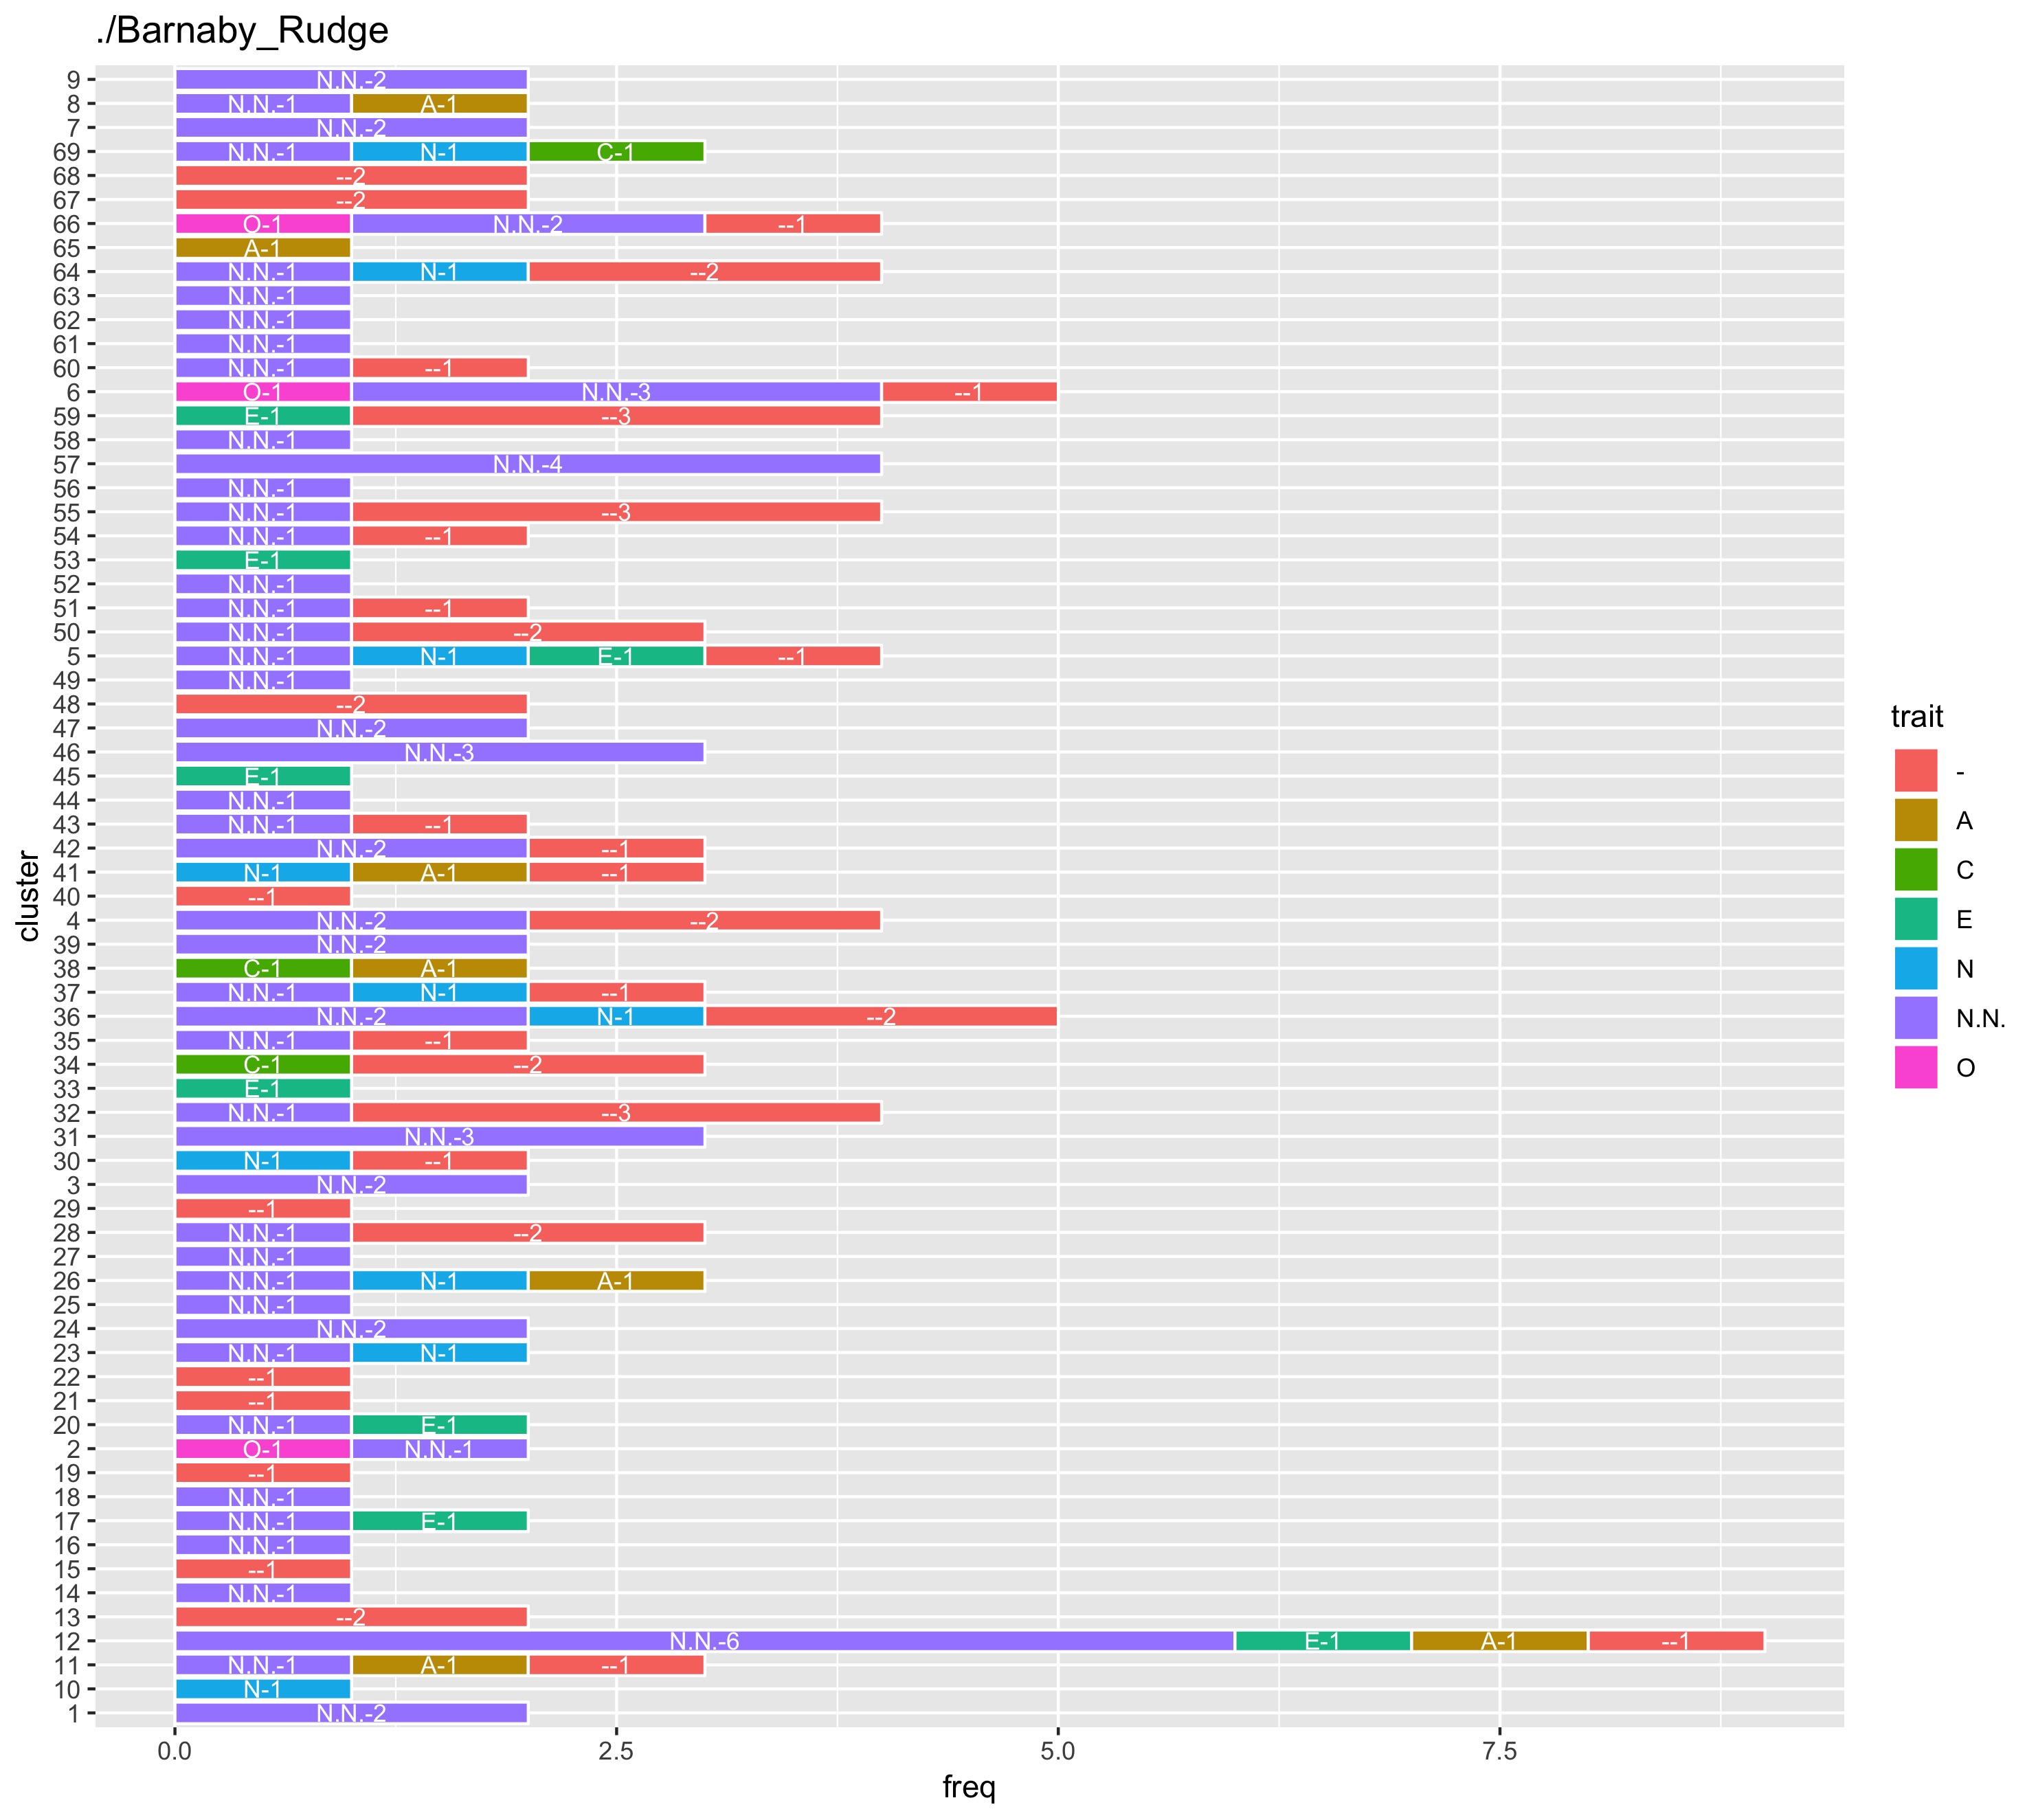 ./Barnaby_Rudge
9 N.N.-2
8 N.N.-1 A-1
7 N.N.-2
69 N.N.-1 N-1 C-1
68 --2
67 --2
66 O-1 N.N.-2 --1
65 A-1
64 N.N.-1 N-1 --2
63 N.N.-1
62 N.N.-1
61 N.N.-1
60 N.N.-1 --1
6 O-1 N.N.-3 --1
59 E-1 --3
58 N.N.-1
57 N.N.-4
56 N.N.-1
55 N.N.-1 --3
54 N.N.-1 --1
53 E-1
52 N.N.-1
51 N.N.-1 --1
50 N.N.-1 --2
5 N.N.-1 N-1 E-1 --1
49 N.N.-1
48 --2
47 N.N.-2
46 N.N.-3
45 E-1
44 N.N.-1
43 N.N.-1 --1
42 N.N.-2 --1
41 N-1 A-1 --1
40 --1
4 N.N.-2 --2
39 N.N.-2
38 C-1 A-1
37 N.N.-1 N-1 --1
36 N.N.-2 N-1 --2
35 N.N.-1 --1
34 C-1 --2
33 E-1
32 N.N.-1 --3
31 N.N.-3
30 N-1 --1
3 N.N.-2
29 --1
28 N.N.-1 --2
27 N.N.-1
26 N.N.-1 N-1 A-1
25 N.N.-1
24 N.N.-2
23 N.N.-1 N-1
22 --1
21 --1
20 N.N.-1 E-1
2 O-1 N.N.-1
19 --1
18 N.N.-1
17 N.N.-1 E-1
16 N.N.-1
15 --1
14 N.N.-1
13 --2
12 N.N.-6 E-1 A-1 --1
11 N.N.-1 A-1 --1
10 N-1
1 N.N.-2
0.0 2.5 5.0 7.5
freq
cluster
trait
-
A
C
E
N
N.N.
O